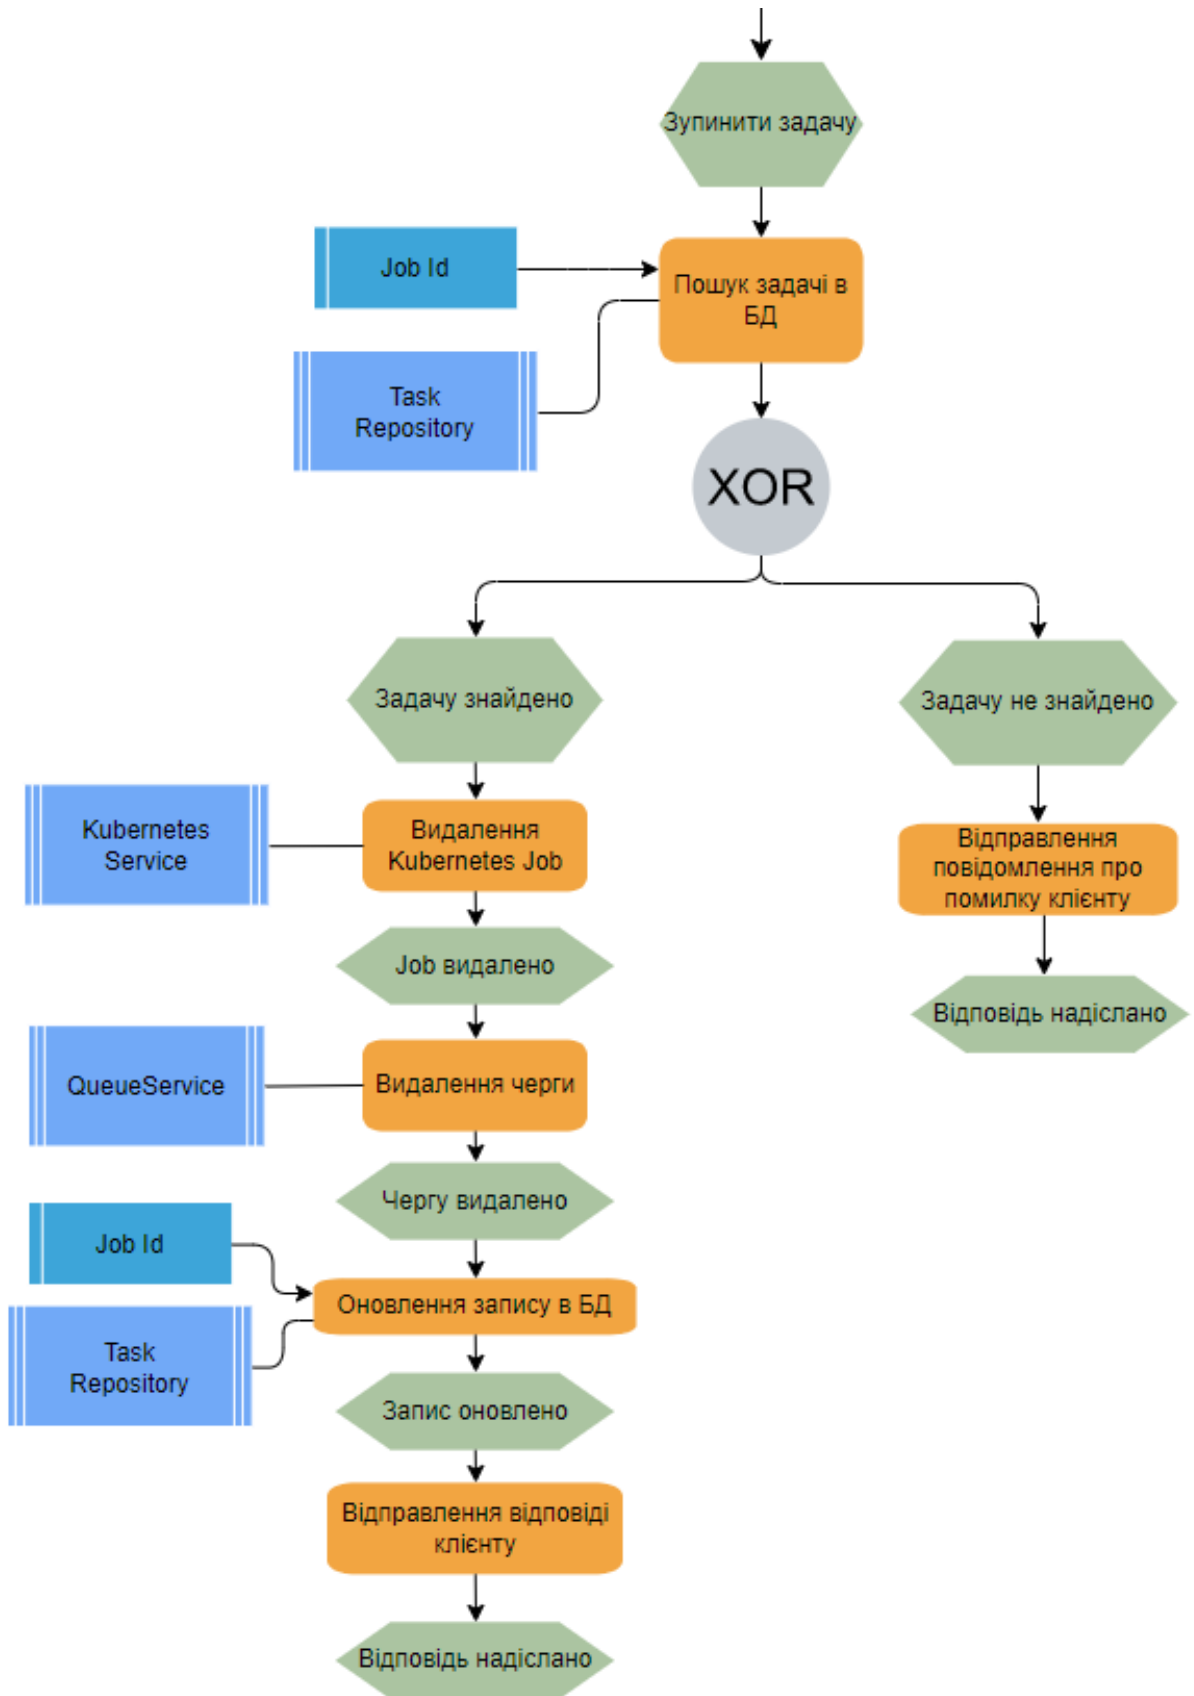 Зупинити задачу
Job Id
Пошук задачі в
БД
Task
Repository
XOR
Задачу знайдено
Задачу не знайдено
Kubernetes
Service
Видалення
Kubernetes Job
Відправлення
повідомлення про
помилку клієнту
Job видалено
Відповідь надіслано
QueueService
Видалення черги
Чергу видалено
Job Id
Оновлення запису в БД
Task
Repository
Запис оновлено
Відправлення відповіді
клієнту
Відповідь надіслано